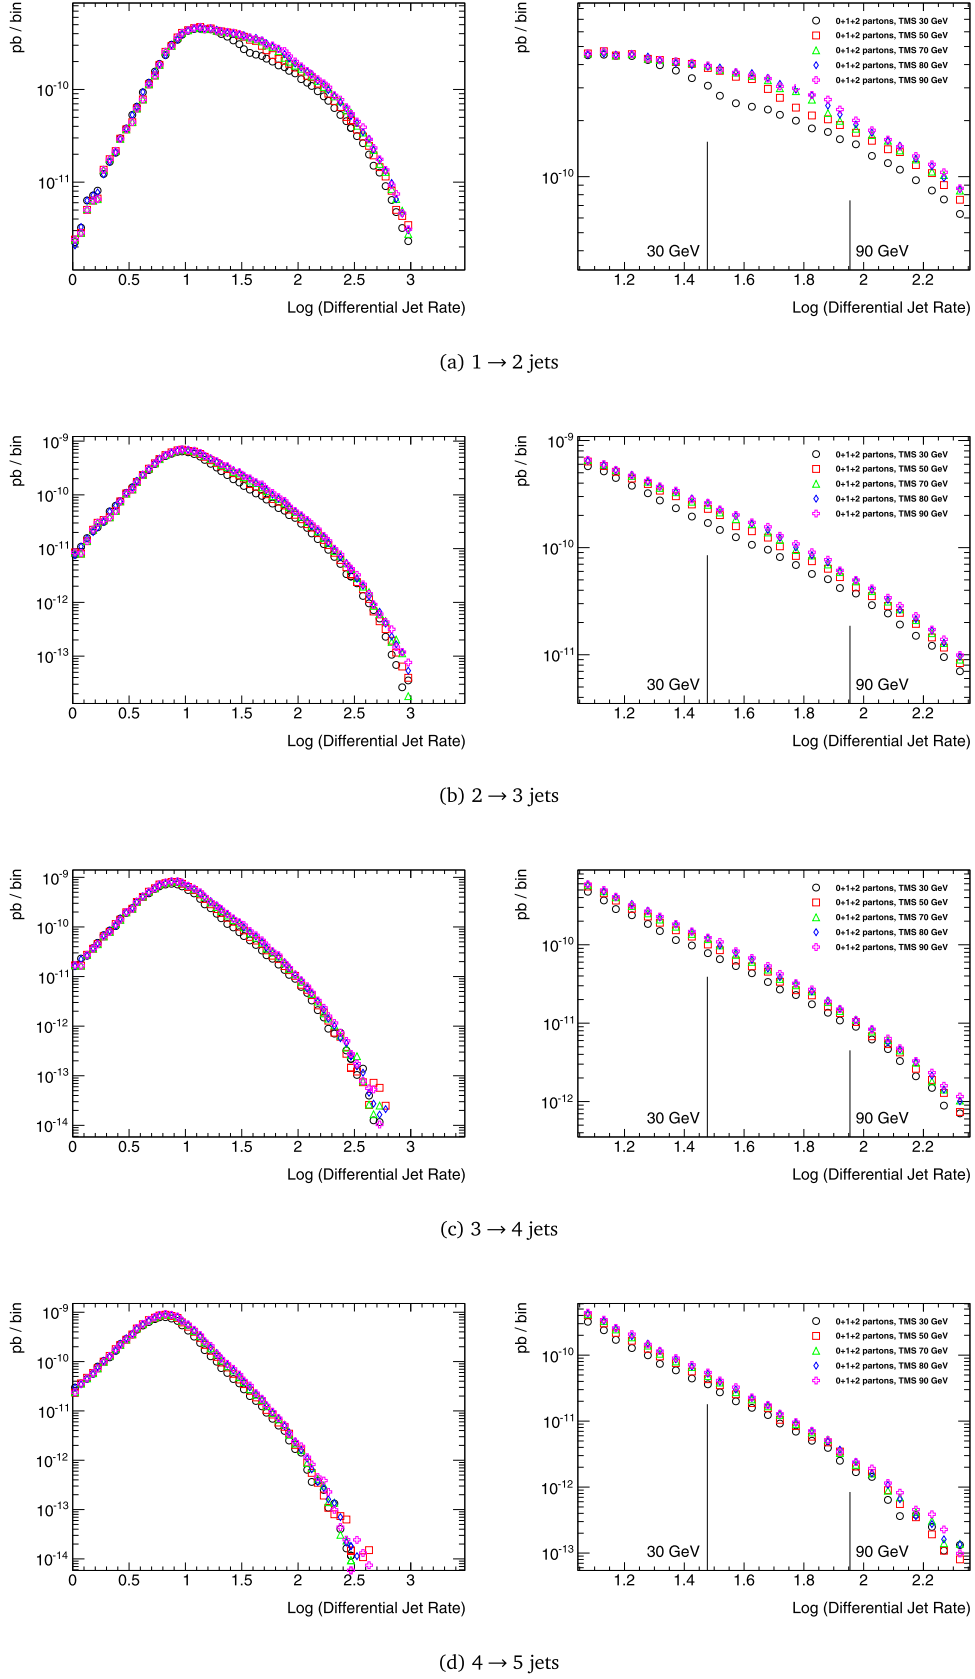 pb / bin
10^-10
10^-11
0 0.5 1 1.5 2 2.5 3
Log (Differential Jet Rate)
pb / bin
0+1+2 partons, TMS 30 GeV
0+1+2 partons, TMS 50 GeV
0+1+2 partons, TMS 70 GeV
0+1+2 partons, TMS 80 GeV
0+1+2 partons, TMS 90 GeV
10^-10
30 GeV
90 GeV
1.2 1.4 1.6 1.8 2 2.2
Log (Differential Jet Rate)
(a) 1 → 2 jets
pb / bin
10^-9
10^-10
10^-11
10^-12
10^-13
0 0.5 1 1.5 2 2.5 3
Log (Differential Jet Rate)
pb / bin
10^-9
0+1+2 partons, TMS 30 GeV
0+1+2 partons, TMS 50 GeV
0+1+2 partons, TMS 70 GeV
0+1+2 partons, TMS 80 GeV
0+1+2 partons, TMS 90 GeV
10^-10
10^-11
30 GeV
90 GeV
1.2 1.4 1.6 1.8 2 2.2
Log (Differential Jet Rate)
(b) 2 → 3 jets
pb / bin
10^-9
10^-10
10^-11
10^-12
10^-13
10^-14
0 0.5 1 1.5 2 2.5 3
Log (Differential Jet Rate)
pb / bin
0+1+2 partons, TMS 30 GeV
0+1+2 partons, TMS 50 GeV
0+1+2 partons, TMS 70 GeV
0+1+2 partons, TMS 80 GeV
0+1+2 partons, TMS 90 GeV
10^-10
10^-11
10^-12
30 GeV
90 GeV
1.2 1.4 1.6 1.8 2 2.2
Log (Differential Jet Rate)
(c) 3 → 4 jets
pb / bin
10^-9
10^-10
10^-11
10^-12
10^-13
10^-14
0 0.5 1 1.5 2 2.5 3
Log (Differential Jet Rate)
pb / bin
0+1+2 partons, TMS 30 GeV
0+1+2 partons, TMS 50 GeV
0+1+2 partons, TMS 70 GeV
0+1+2 partons, TMS 80 GeV
0+1+2 partons, TMS 90 GeV
10^-10
10^-11
10^-12
10^-13
30 GeV
90 GeV
1.2 1.4 1.6 1.8 2 2.2
Log (Differential Jet Rate)
(d) 4 → 5 jets